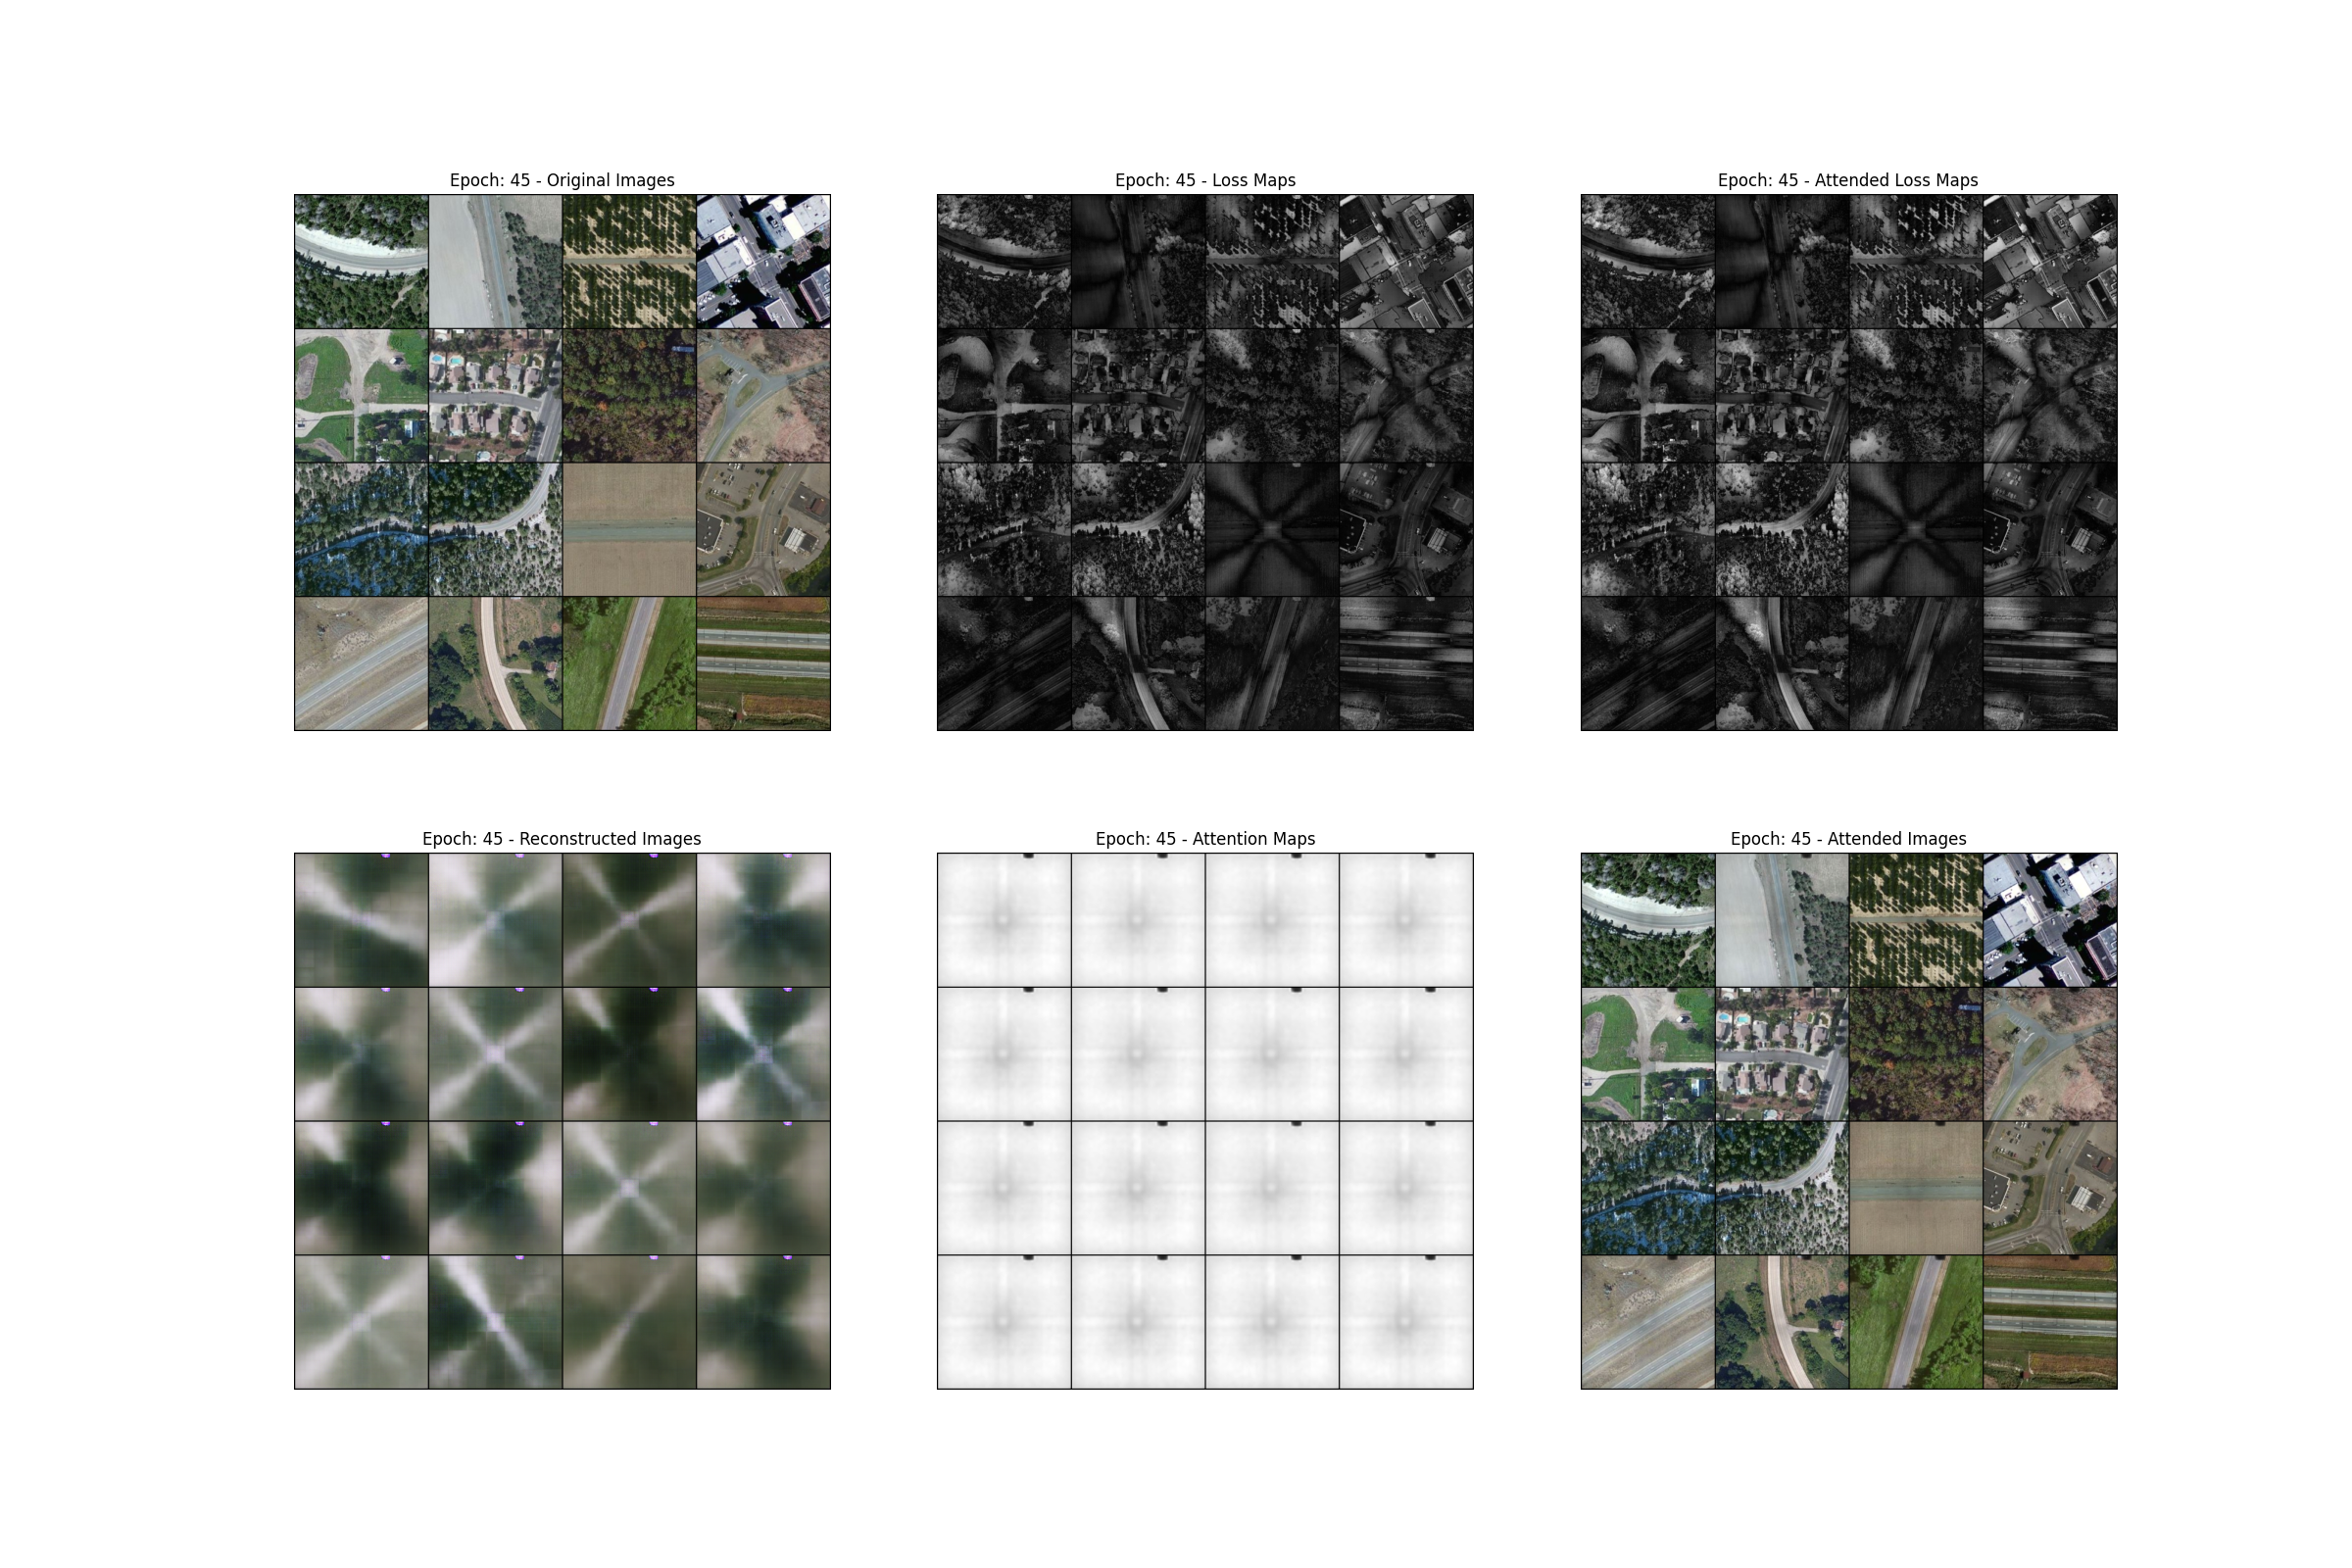 Epoch: 45 - Original Images
Epoch: 45 - Loss Maps
Epoch: 45 - Attended Loss Maps
Epoch: 45 - Reconstructed Images
Epoch: 45 - Attention Maps
Epoch: 45 - Attended Images